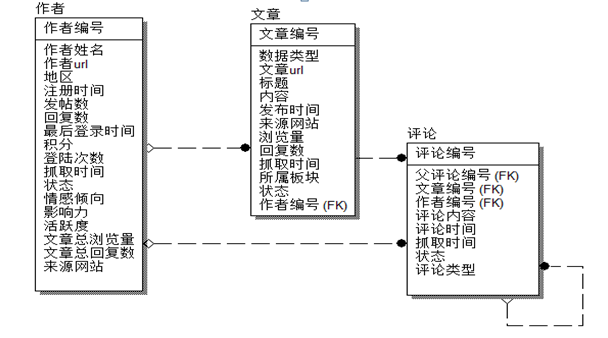 作者
作者编号
作者姓名
作者url
地区
注册时间
发帖数
回复数
最后登录时间
积分
登陆次数
抓取时间
状态
情感倾向
影响力
活跃度
文章总浏览量
文章总回复数
来源网站
文章
文章编号
数据类型
文章url
标题
内容
发布时间
来源网站
浏览量
回复数
抓取时间
所属板块
状态
作者编号 (FK)
评论
评论编号
父评论编号 (FK)
文章编号 (FK)
作者编号 (FK)
评论内容
评论时间
抓取时间
状态
评论类型